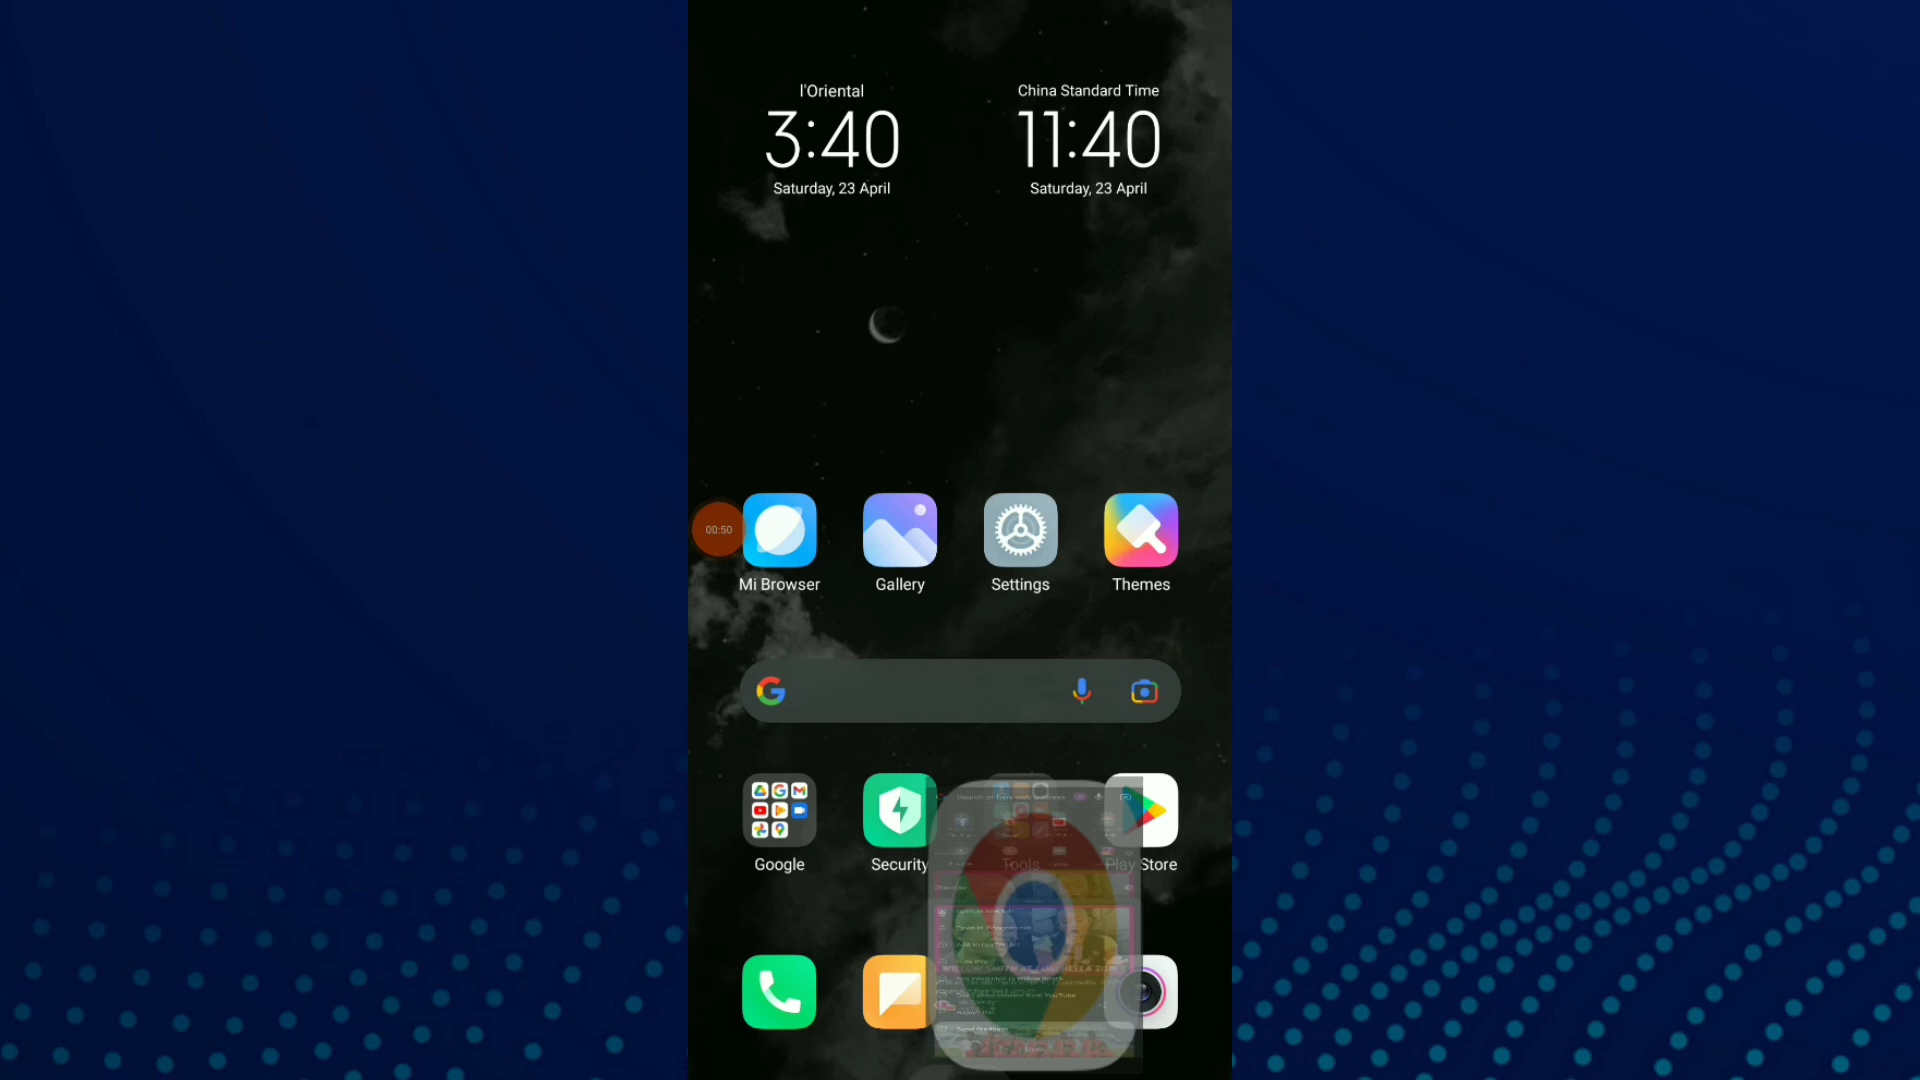 l'Oriental
China Standard Time
3:40
11:40
Saturday, 23 April
Saturday, 23 April
00:50
Mi Browser
Gallery
Settings
Themes
Google
Security
Tools
Play Store